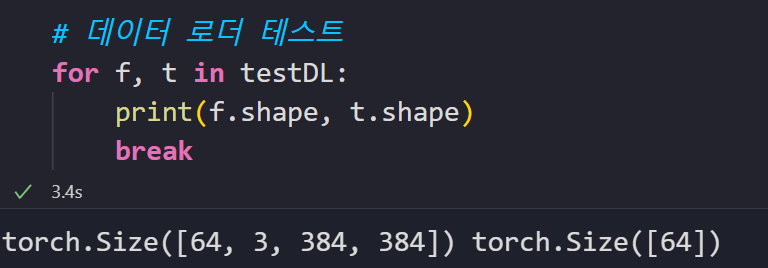 # 데이터 로더 테스트
for f, t in testDL:
    print(f.shape, t.shape)
    break
✓ 3.4s
torch.Size([64, 3, 384, 384]) torch.Size([64])